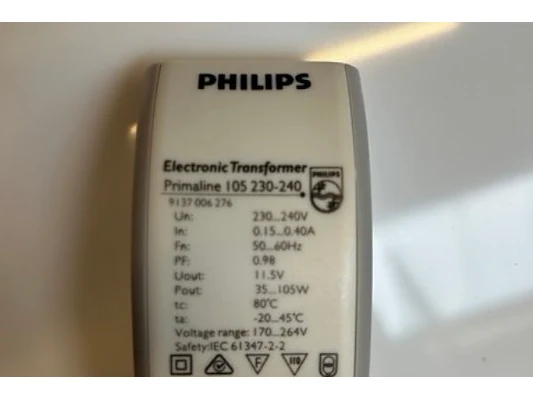 PHILIPS
Electronic Transformer
Primaline 105 230-240
PHILIPS
9137 006 276
Un: 230...240V
In: 0.15...0.40A
Fn: 50...60Hz
PF: 0.98
Uout: 11.5V
Pout: 35...105W
tc: 80°C
ta: -20...45°C
Voltage range: 170...264V
Safety:IEC 61347-2-2
F 110